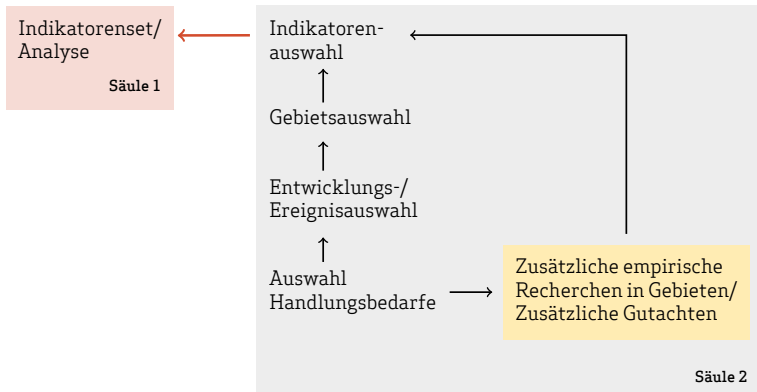 Indikatorenset/
Analyse
Säule 1
Indikatoren-
auswahl
Gebietsauswahl
Entwicklungs-/
Ereignisauswahl
Auswahl
Handlungsbedarfe
Zusätzliche empirische
Recherchen in Gebieten/
Zusätzliche Gutachten
Säule 2